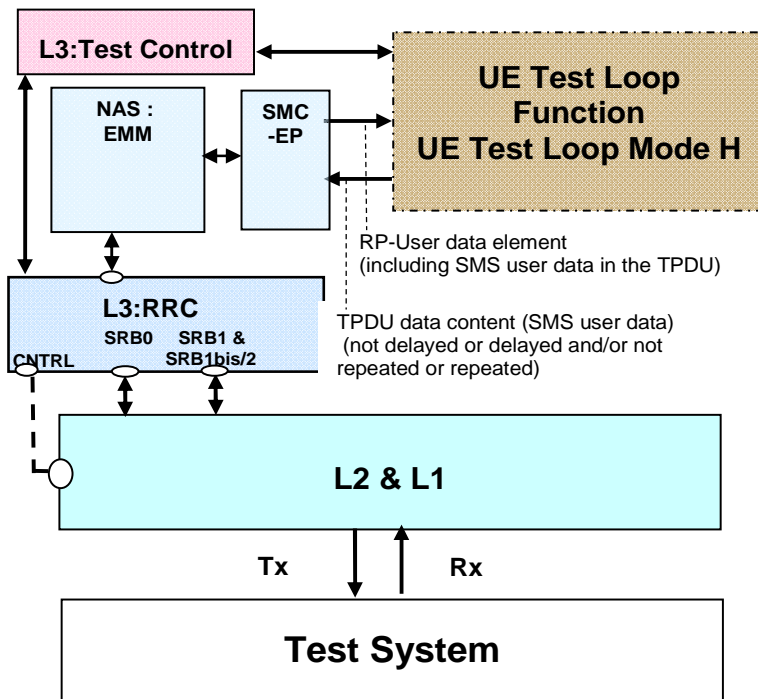 L3:Test Control
UE Test Loop
Function
UE Test Loop Mode H
NAS :
EMM
SMC
-EP
RP-User data element
(including SMS user data in the TPDU)
L3:RRC
SRB0
SRB1 &
SRB1bis/2
CNTRL
TPDU data content (SMS user data)
(not delayed or delayed and/or not
repeated or repeated)
L2 & L1
Tx
Rx
Test System